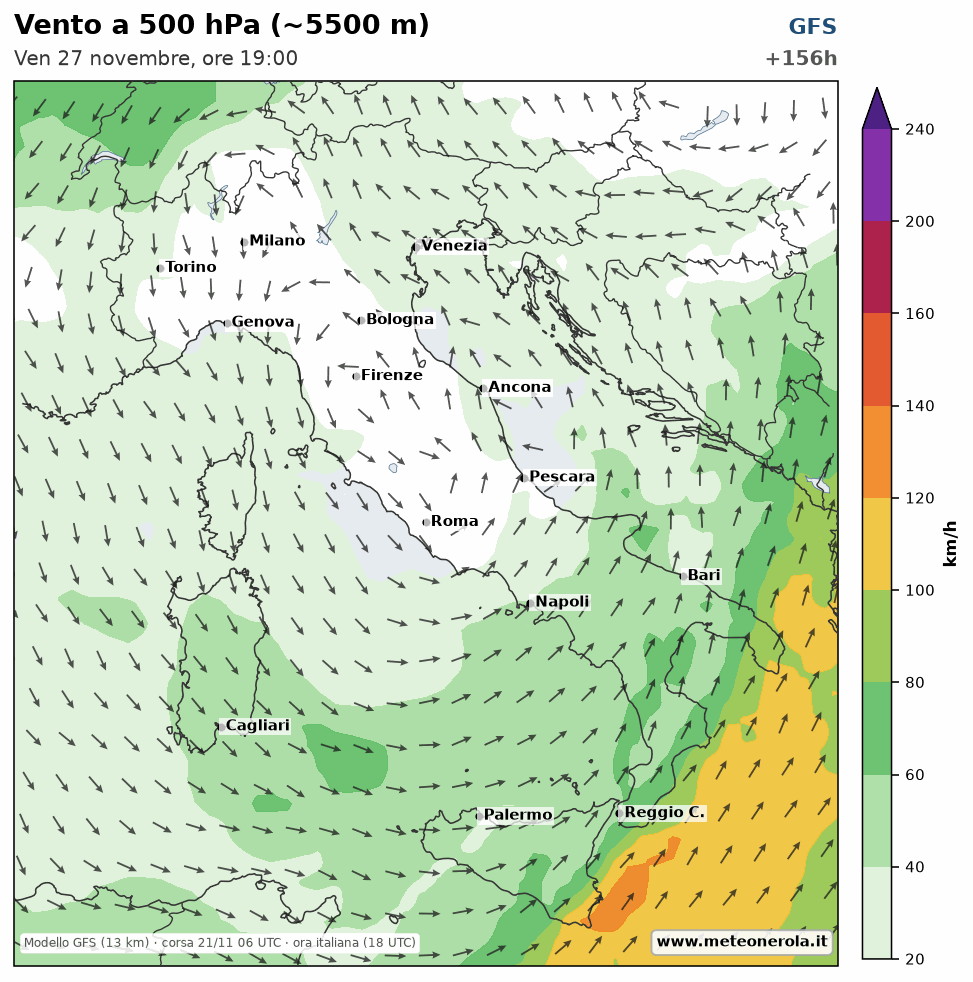 Vento a 500 hPa (~5500 m)
GFS
Ven 27 novembre, ore 19:00
+156h
240
200
160
140
120
100
80
60
40
20
km/h
Milano
Venezia
Torino
Genova
Bologna
Firenze
Ancona
Pescara
Roma
Bari
Napoli
Cagliari
Palermo
Reggio C.
Modello GFS (13 km) · corsa 21/11 06 UTC · ora italiana (18 UTC)
www.meteonerola.it